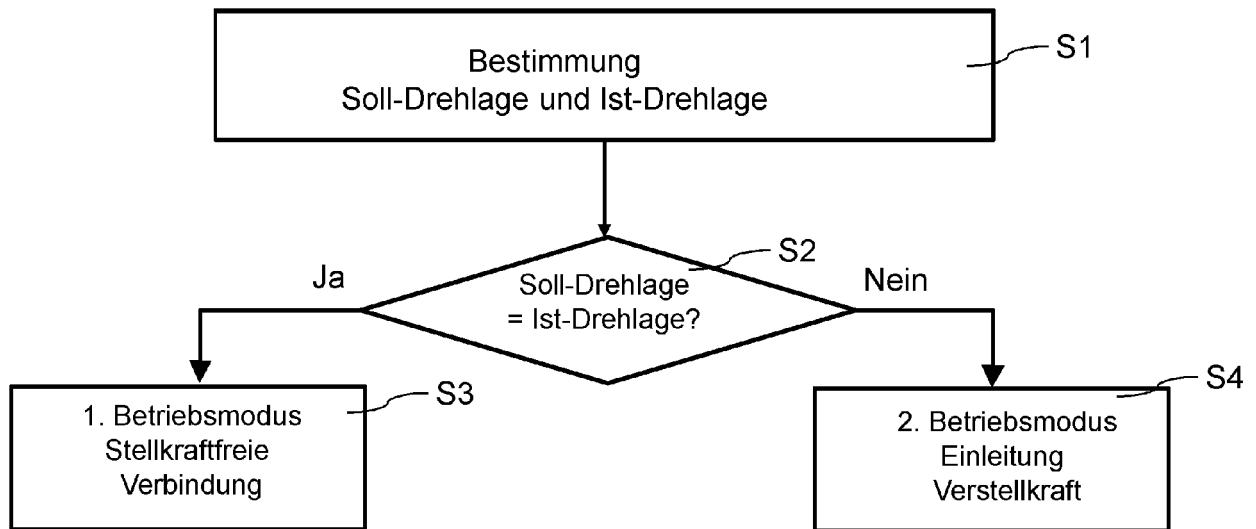 Bestimmung
Soll-Drehlage und Ist-Drehlage
S1
S2
Soll-Drehlage
= Ist-Drehlage?
Ja
Nein
S3
1. Betriebsmodus
Stellkraftfreie
Verbindung
S4
2. Betriebsmodus
Einleitung
Verstellkraft